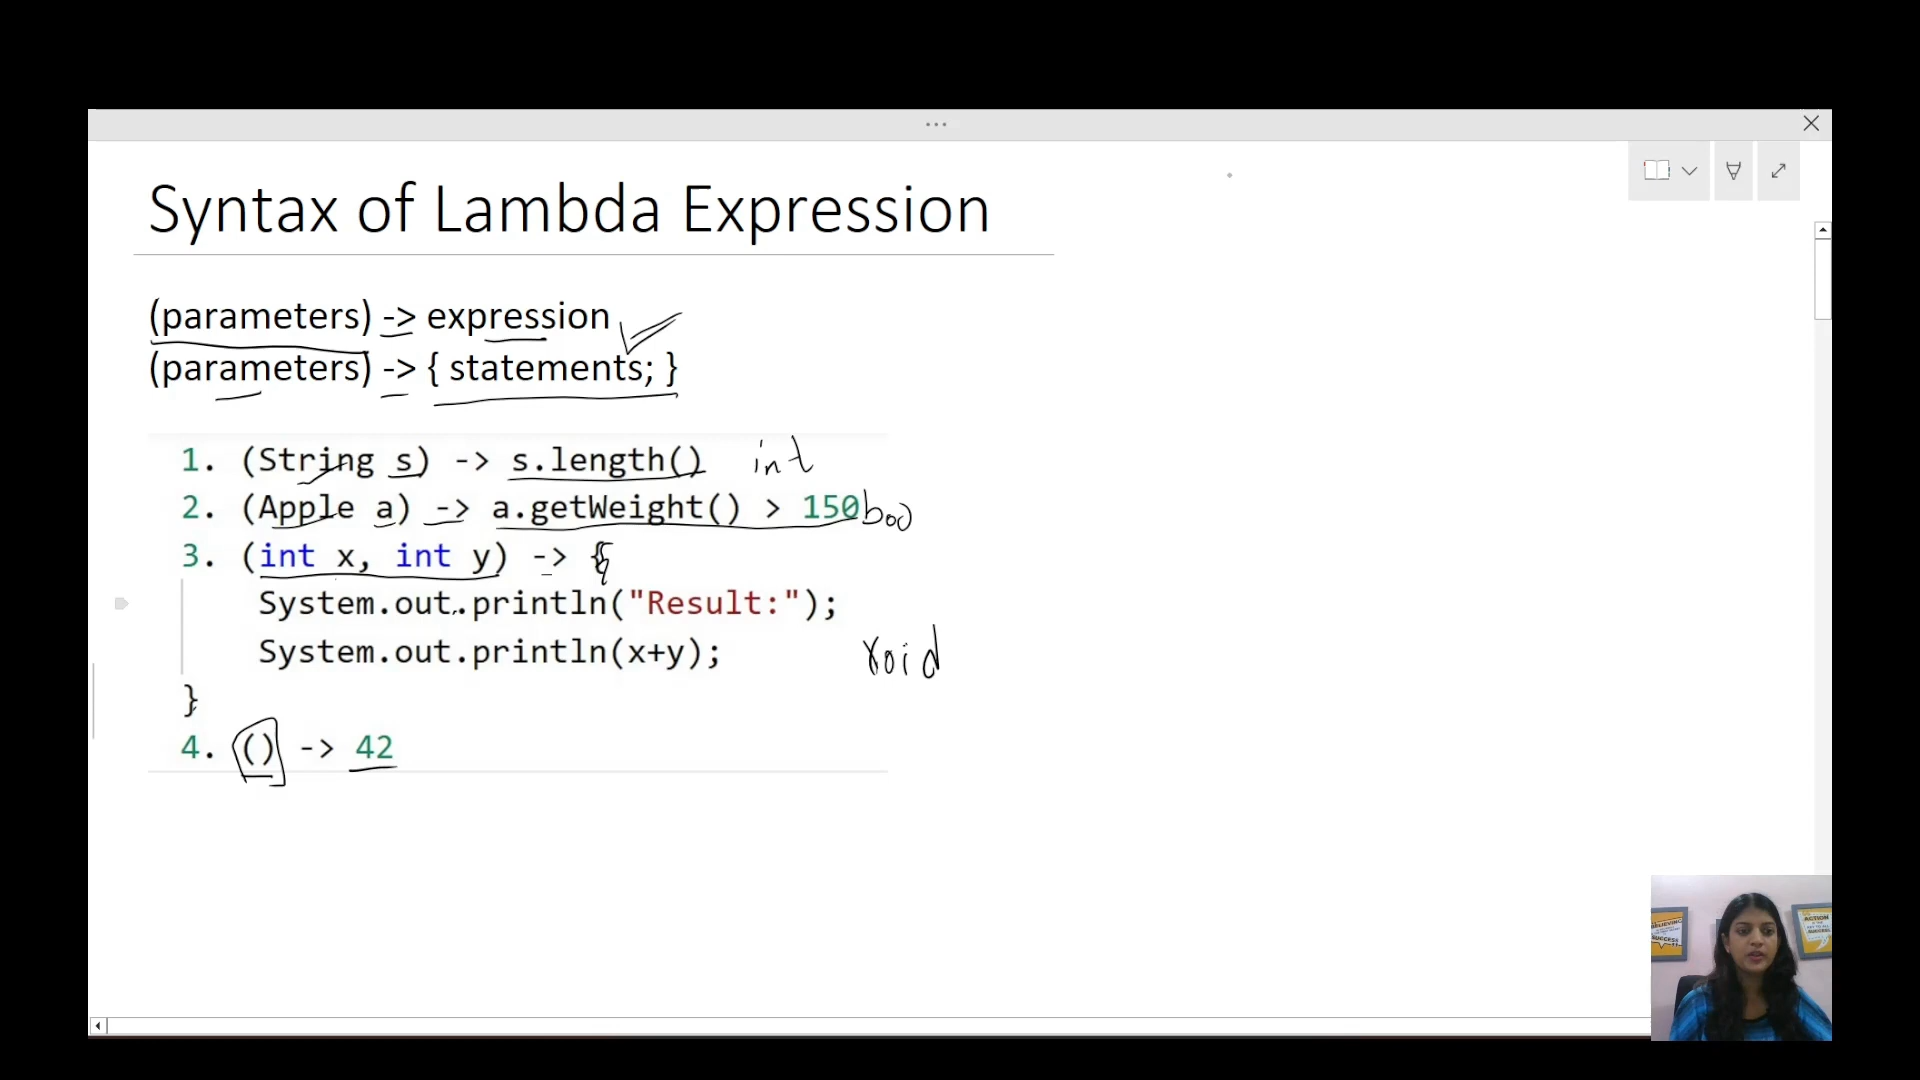 Syntax of Lambda Expression
(parameters) -> expression
(parameters) -> { statements; }
1. (String s) -> s.length() int
2. (Apple a) -> a.getWeight() > 150 boo
3. (int x, int y) -> {
System.out.println("Result:");
System.out.println(x+y); void
}
4. () -> 42